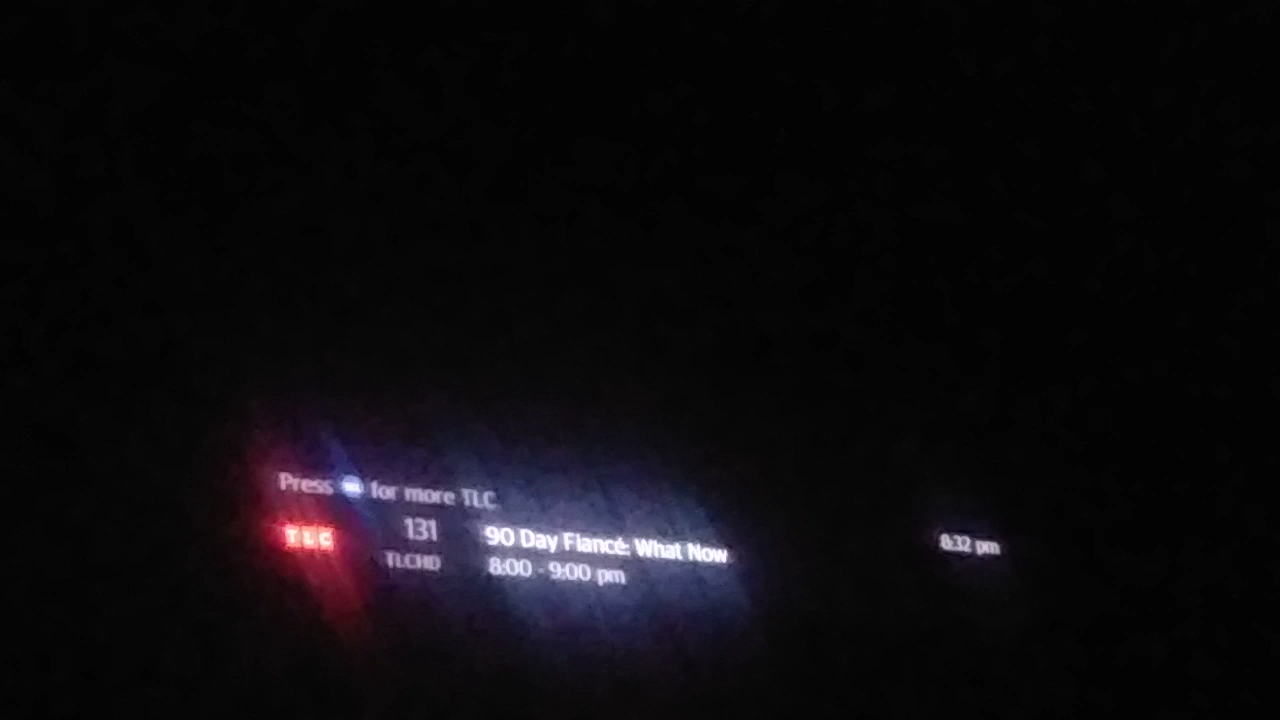 Press for more TLC
TLC 131 90 Day Fiancé: What Now 8:32 pm
TLCHD 8:00 - 9:00 pm